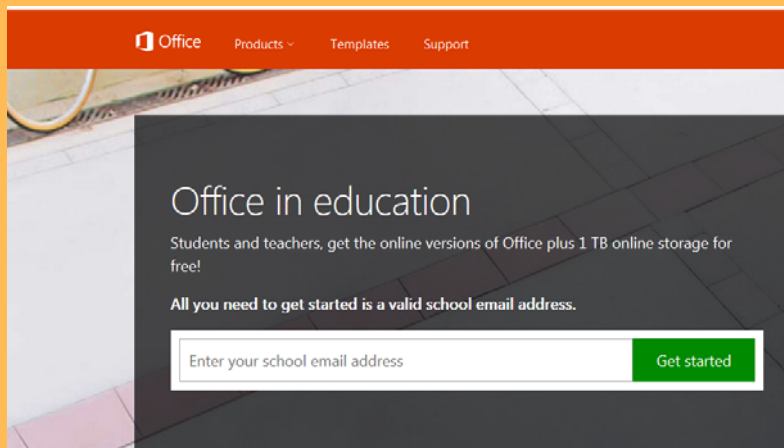 Office Products Templates Support
Office in education
Students and teachers, get the online versions of Office plus 1 TB online storage for
free!
All you need to get started is a valid school email address.
Enter your school email address Get started